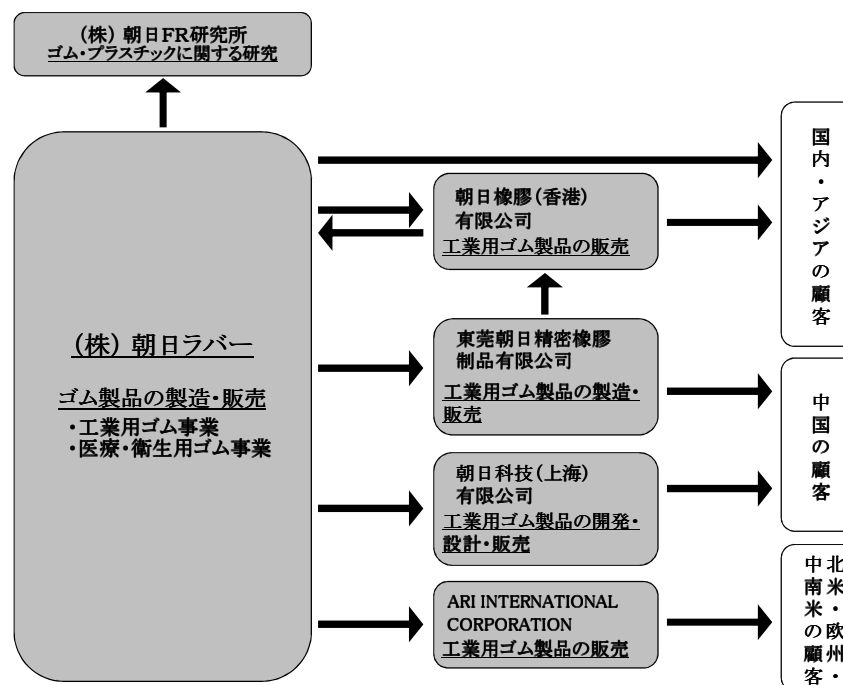 （株）朝日FR研究所
ゴム・プラスチックに関する研究
（株）朝日ラバー
ゴム製品の製造・販売
・工業用ゴム事業
・医療・衛生用ゴム事業
朝日橡膠（香港）
有限公司
工業用ゴム製品の販売
東莞朝日精密橡膠
制品有限公司
工業用ゴム製品の製造・
販売
朝日科技（上海）
有限公司
工業用ゴム製品の開発・
設計・販売
ARI INTERNATIONAL
CORPORATION
工業用ゴム製品の販売
国内・アジアの顧客
中国の顧客
北米・欧州・
中南米の顧客